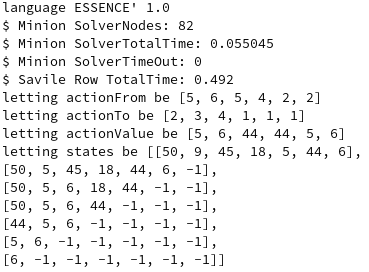 language ESSENCE' 1.0
$ Minion SolverNodes: 82
$ Minion SolverTotalTime: 0.055045
$ Minion SolverTimeOut: 0
$ Savile Row TotalTime: 0.492
letting actionFrom be [5, 6, 5, 4, 2, 2]
letting actionTo be [2, 3, 4, 1, 1, 1]
letting actionValue be [5, 6, 44, 44, 5, 6]
letting states be [[50, 9, 45, 18, 5, 44, 6],
[50, 5, 45, 18, 44, 6, -1],
[50, 5, 6, 18, 44, -1, -1],
[50, 5, 6, 44, -1, -1, -1],
[44, 5, 6, -1, -1, -1, -1],
[5, 6, -1, -1, -1, -1, -1],
[6, -1, -1, -1, -1, -1, -1]]